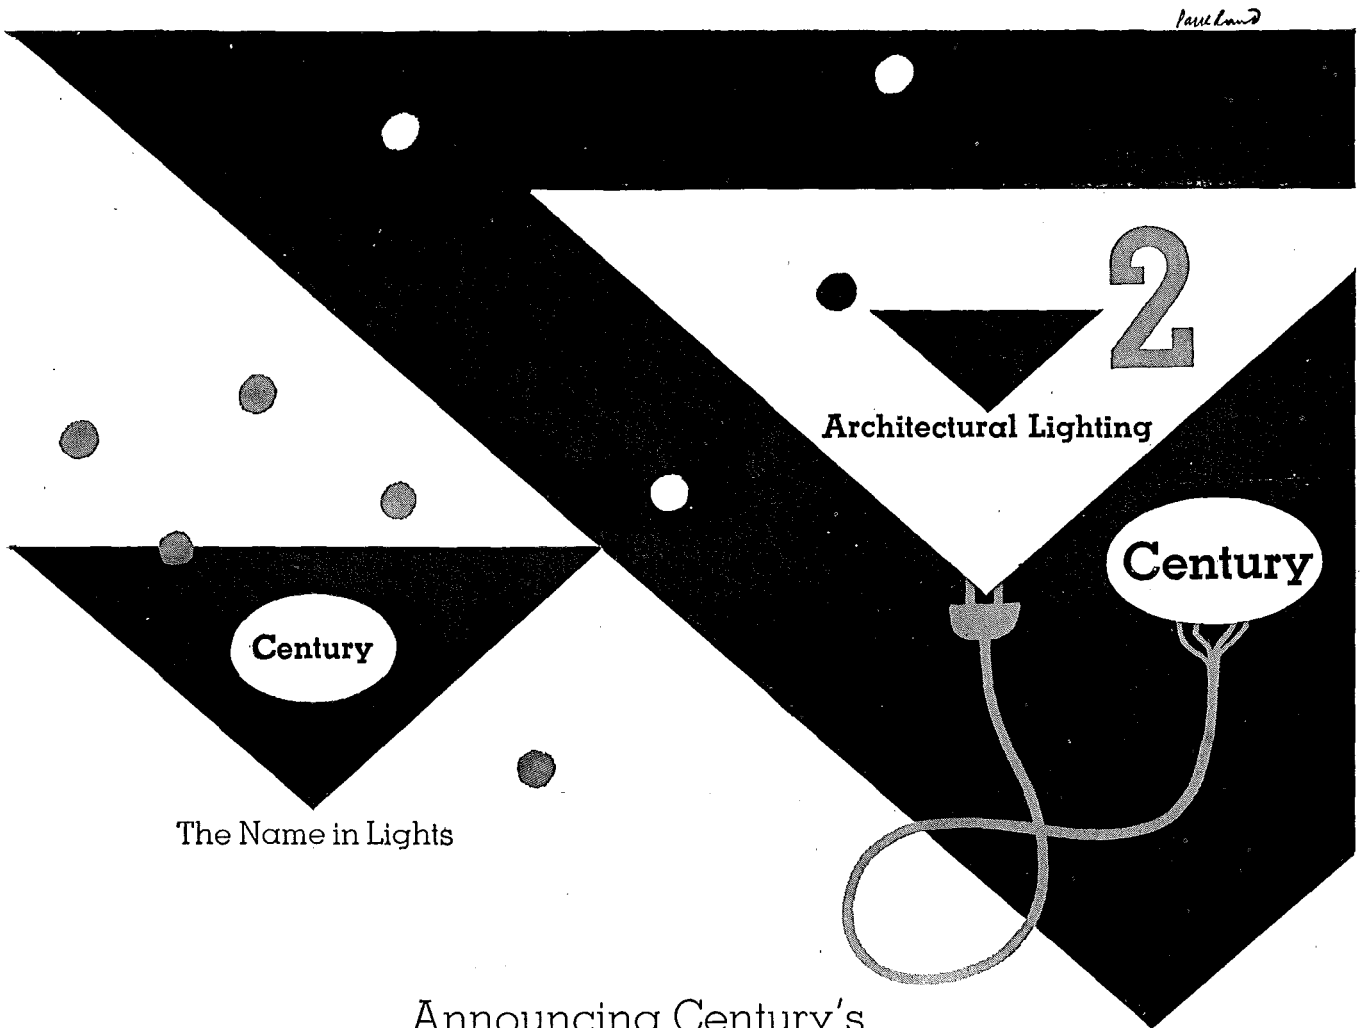 Paul Rand
2
Architectural Lighting
Century
Century
The Name in Lights
Announcing Century's